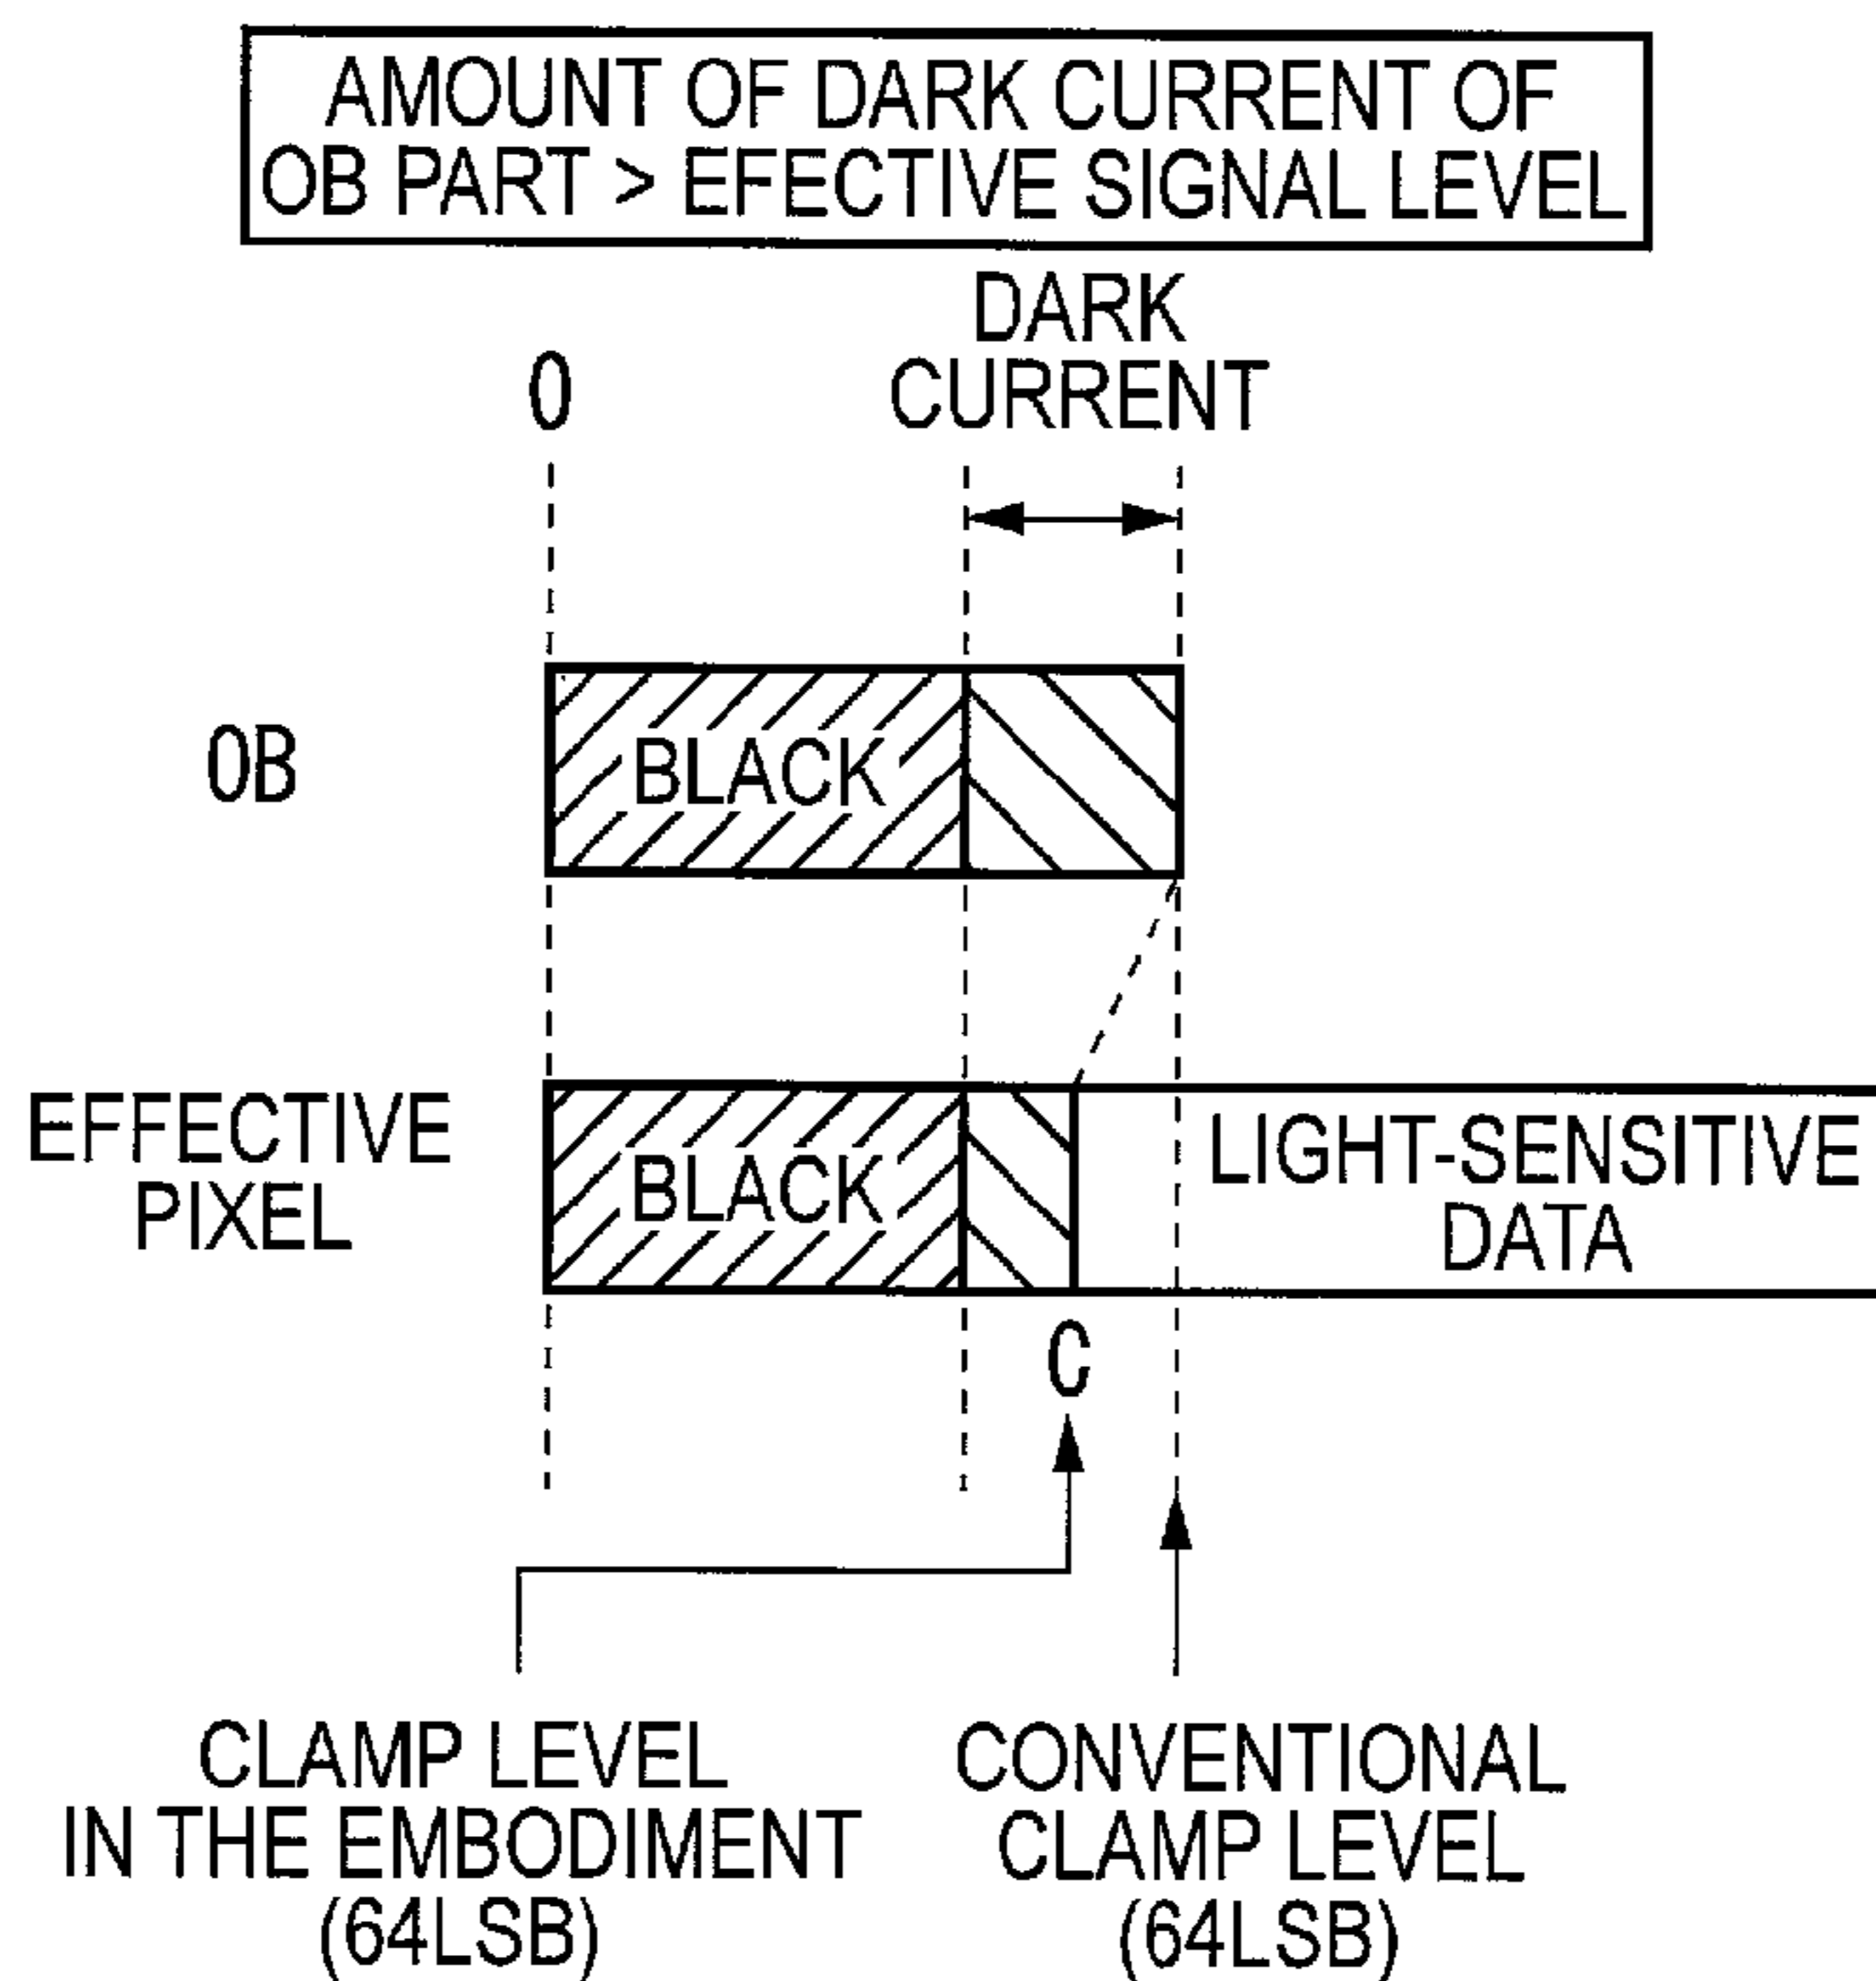 AMOUNT OF DARK CURRENT OF
OB PART > EFECTIVE SIGNAL LEVEL
DARK
CURRENT
0
OB
BLACK
EFFECTIVE
PIXEL
BLACK
LIGHT-SENSITIVE
DATA
C
CLAMP LEVEL
IN THE EMBODIMENT
(64LSB)
CONVENTIONAL
CLAMP LEVEL
(64LSB)